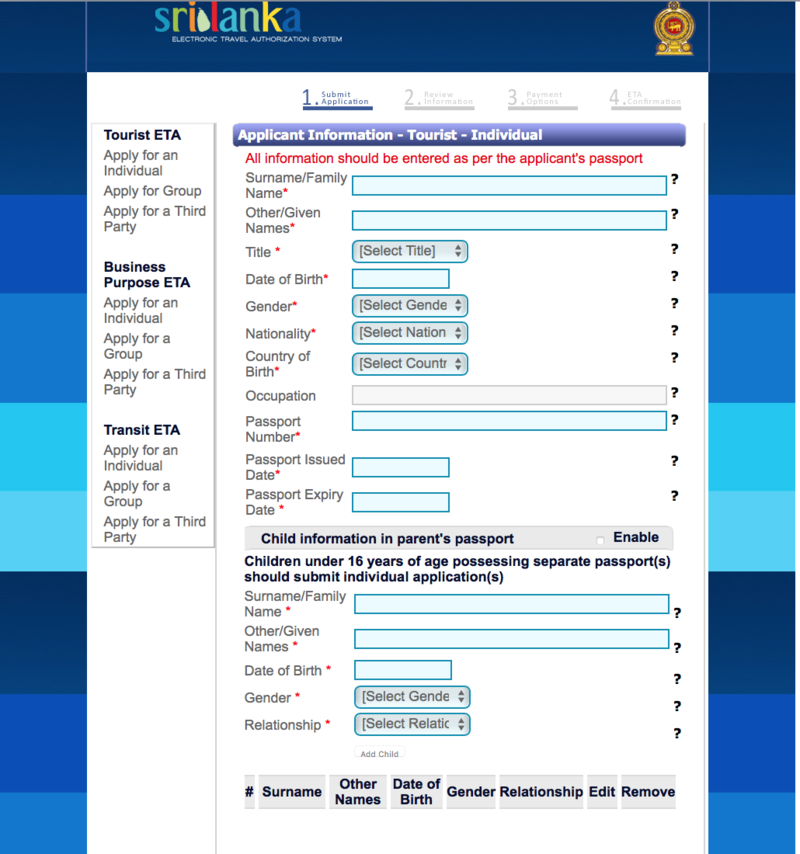 srilanka
ELECTRONIC TRAVEL AUTHORIZATION SYSTEM
1. Submit Application
2. Review Information
3. Payment Options
4. ETA Confirmation
Tourist ETA
Apply for an
Individual
Apply for Group
Apply for a Third
Party
Business
Purpose ETA
Apply for an
Individual
Apply for a
Group
Apply for a Third
Party
Transit ETA
Apply for an
Individual
Apply for a
Group
Apply for a Third
Party
Applicant Information - Tourist - Individual
All information should be entered as per the applicant's passport
Surname/Family
Name* ?
Other/Given
Names* ?
Title * [Select Title] ?
Date of Birth* ?
Gender* [Select Gende ?
Nationality* [Select Nation ?
Country of
Birth* [Select Countr ?
Occupation ?
Passport
Number* ?
Passport Issued
Date* ?
Passport Expiry
Date * ?
Child information in parent's passport Enable
Children under 16 years of age possessing separate passport(s)
should submit individual application(s)
Surname/Family
Name * ?
Other/Given
Names * ?
Date of Birth * ?
Gender * [Select Gende ?
Relationship * [Select Relatic ?
Add Child
# Surname Other Names Date of Birth Gender Relationship Edit Remove